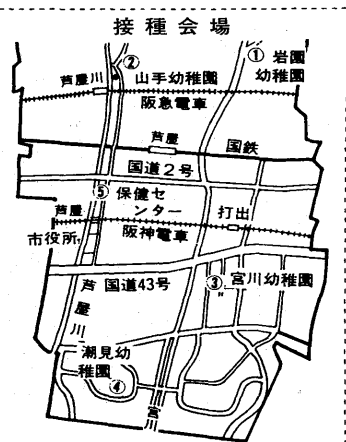 接種会場
① 岩園
幼稚園
② 山手幼稚園
芦屋川
阪急電車
芦屋
国鉄
国道2号
⑤ 保健セ
ンター
芦屋
打出
市役所
阪神電車
③ 宮川幼稚園
国道43号
芦屋川
潮見幼
稚園
④
宮川